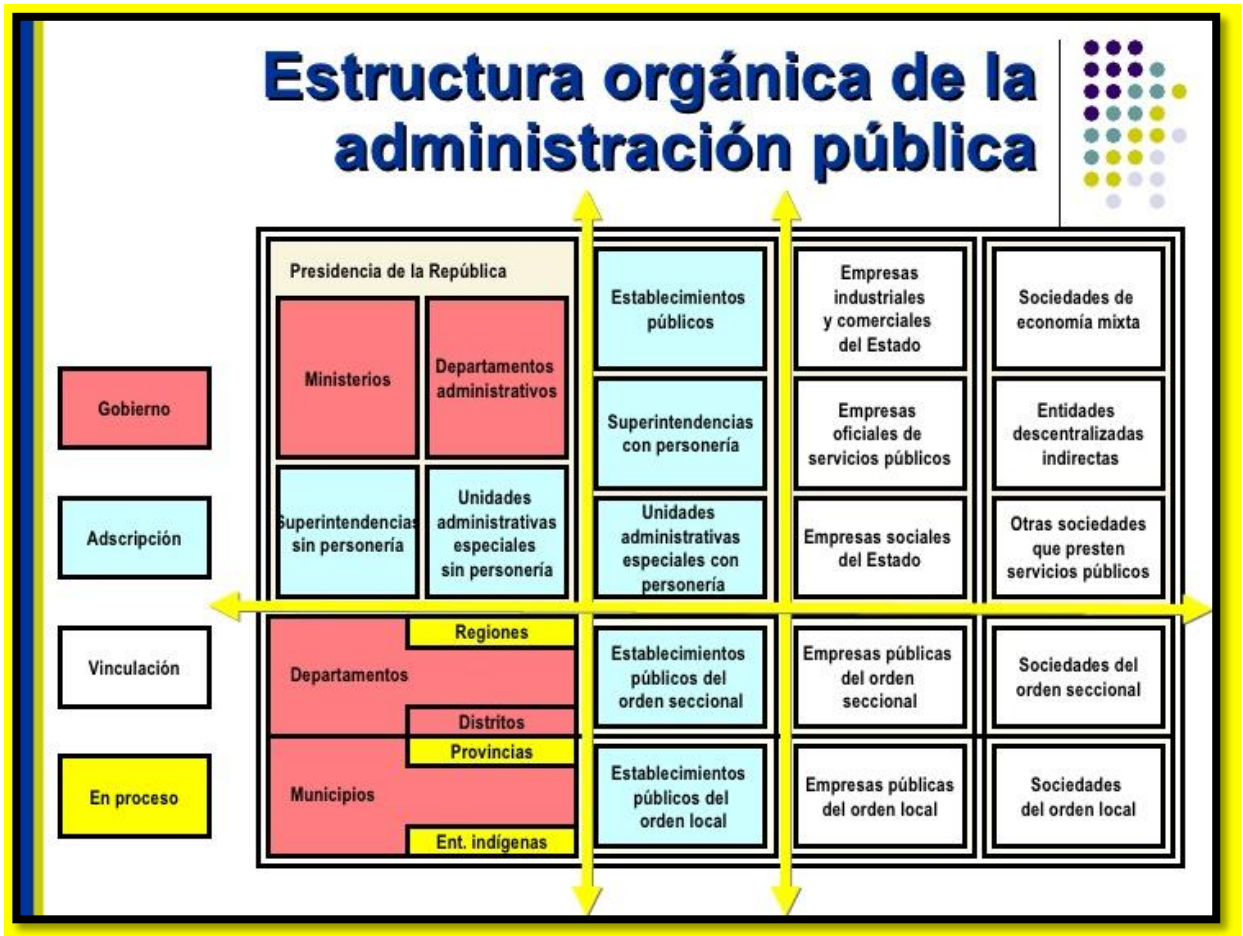 Estructura orgánica de la
administración pública
Gobierno
Adscripción
Vinculación
En proceso
Presidencia de la República
Ministerios
Departamentos
administrativos
Superintendencias
sin personería
Unidades
administrativas
especiales
sin personería
Establecimientos
públicos
Superintendencias
con personería
Unidades
administrativas
especiales con
personería
Empresas
industriales
y comerciales
del Estado
Empresas
oficiales de
servicios públicos
Empresas sociales
del Estado
Sociedades de
economía mixta
Entidades
descentralizadas
indirectas
Otras sociedades
que presten
servicios públicos
Regiones
Departamentos
Distritos
Provincias
Municipios
Ent. indígenas
Establecimientos
públicos del
orden seccional
Establecimientos
públicos del
orden local
Empresas públicas
del orden
seccional
Empresas públicas
del orden local
Sociedades del
orden seccional
Sociedades
del orden local